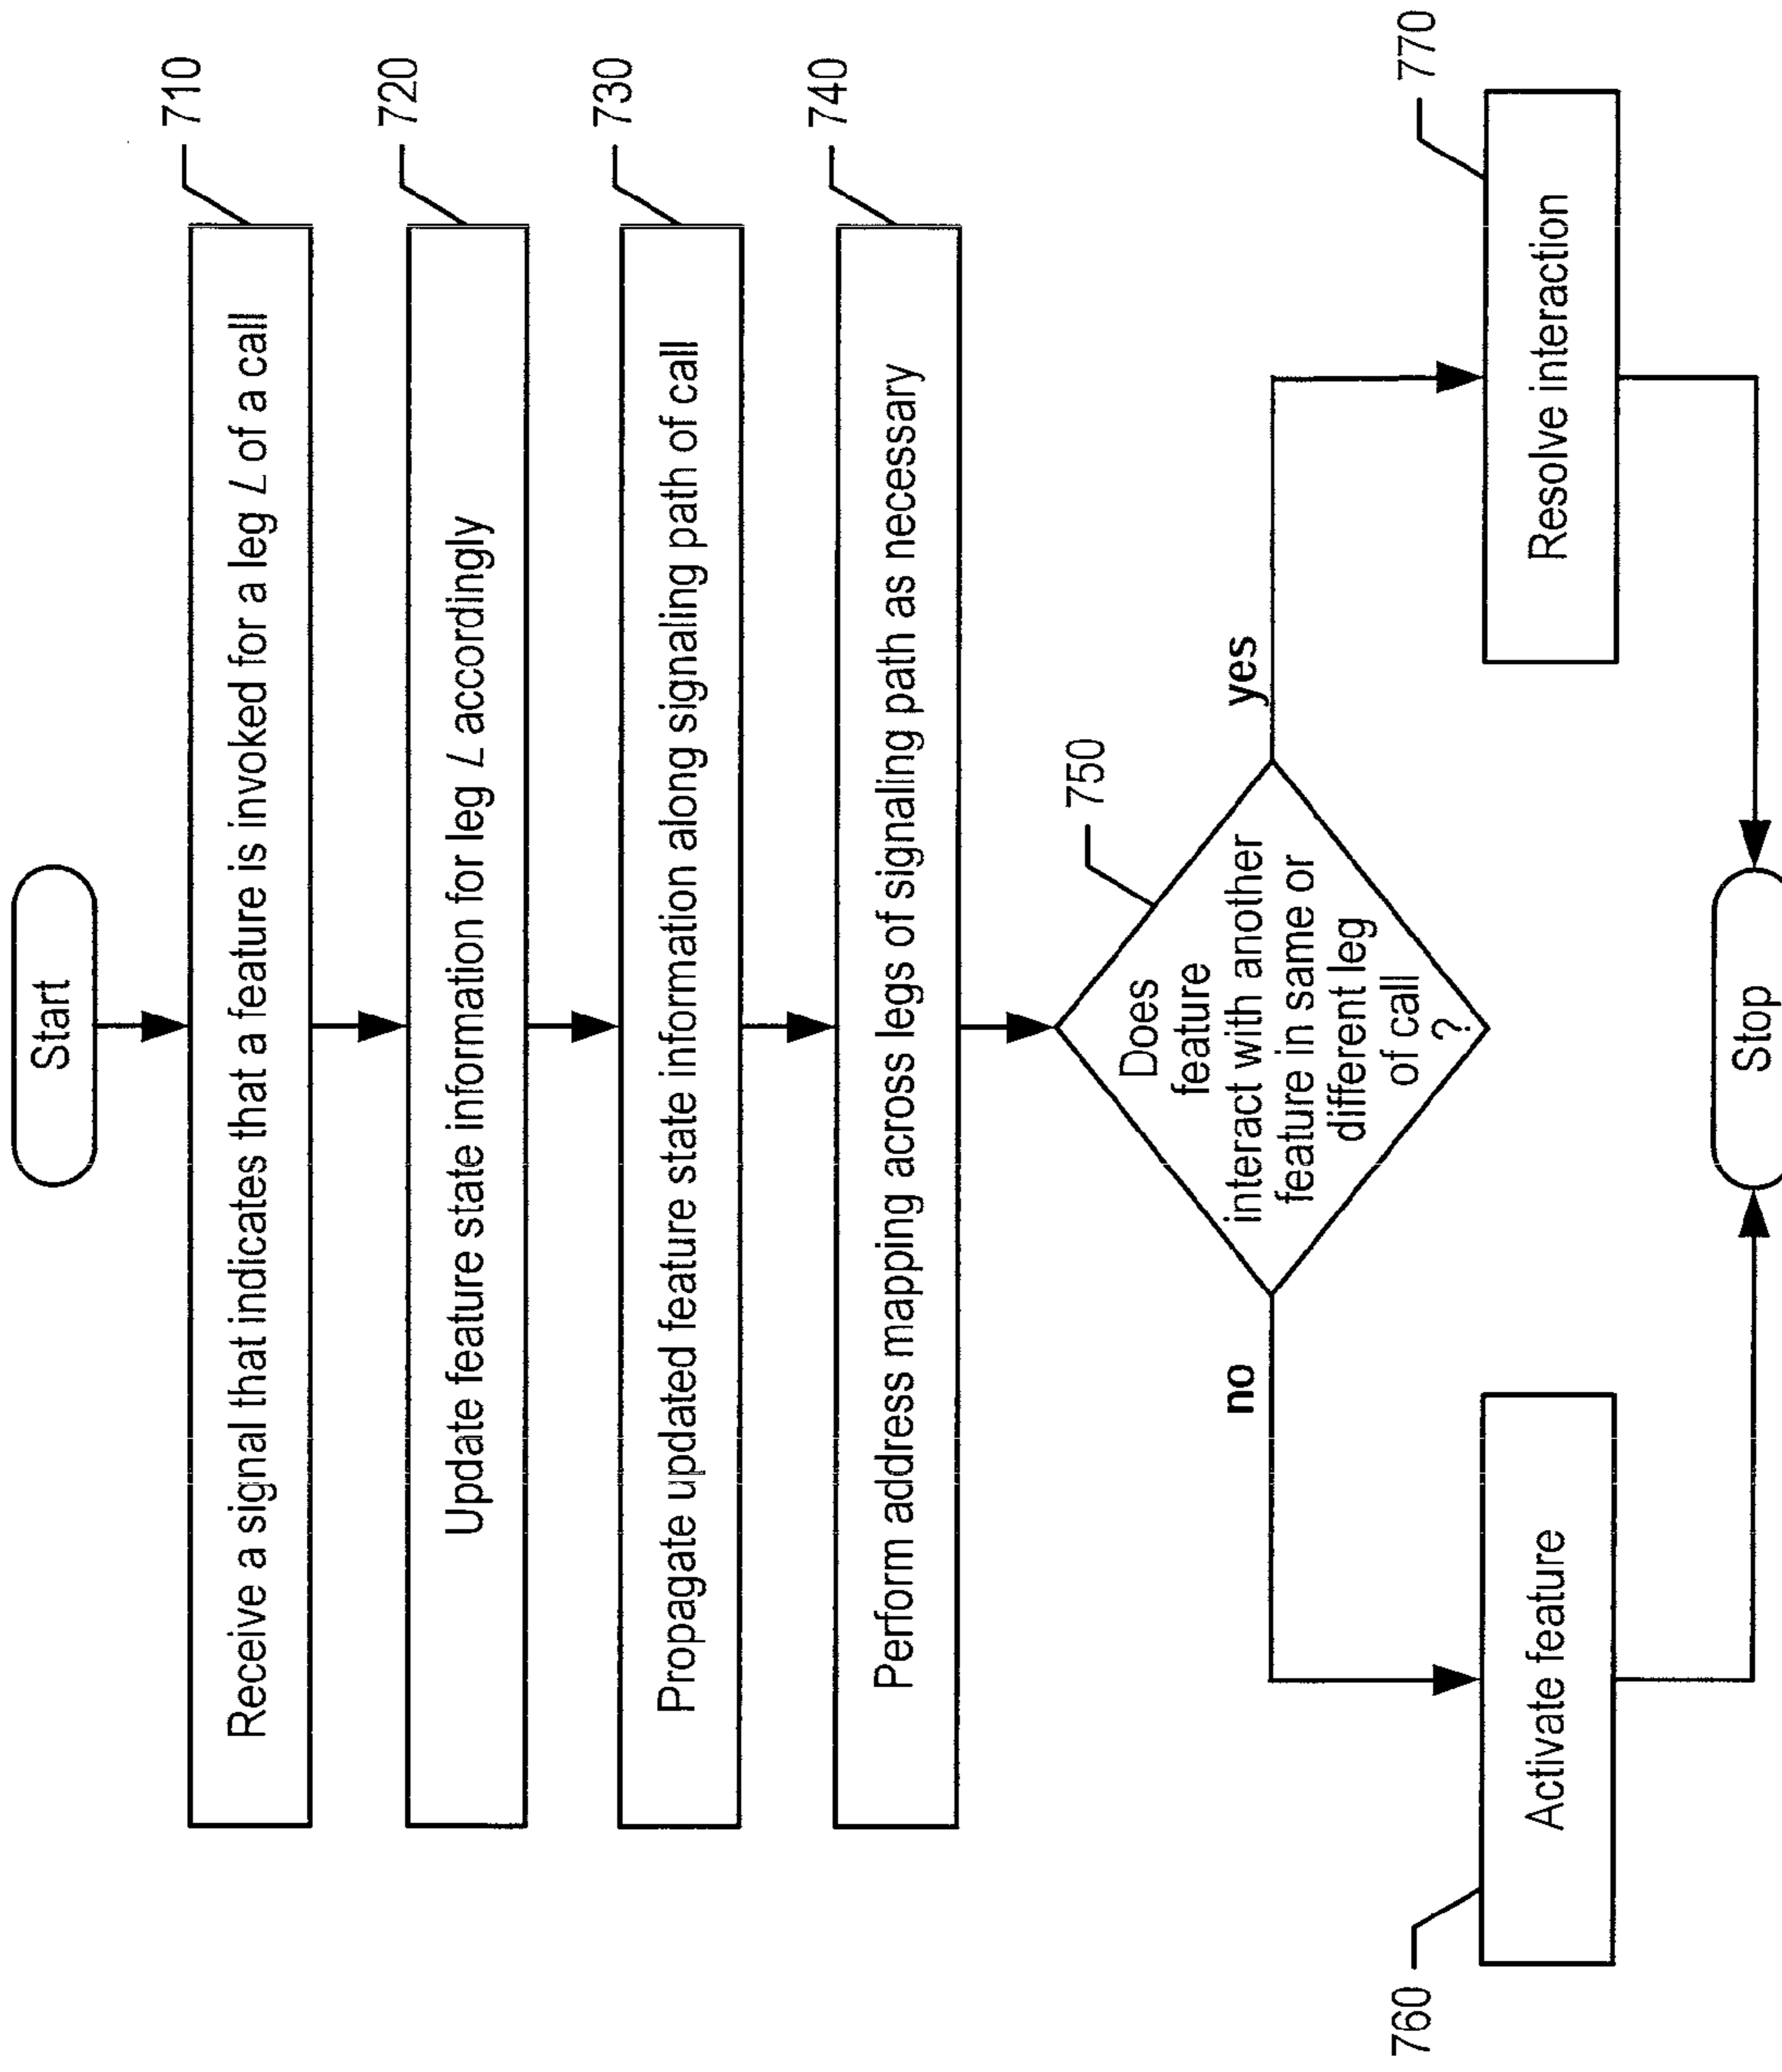 Start
710
Receive a signal that indicates that a feature is invoked for a leg L of a call
720
Update feature state information for leg L accordingly
730
Propagate updated feature state information along signaling path of call
740
Perform address mapping across legs of signaling path as necessary
750
Does
feature
interact with another
feature in same or
different leg
of call
?
no
yes
760
Activate feature
770
Resolve interaction
Stop